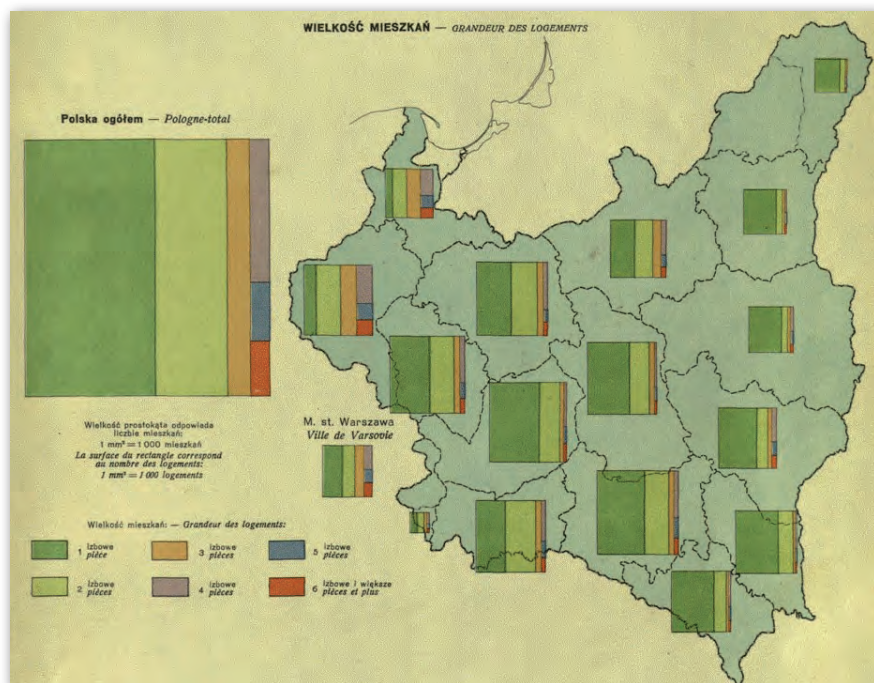 WIELKOŚĆ MIESZKAŃ — GRANDEUR DES LOGEMENTS
Polska ogółem — Pologne-total
Wielkość prostokąta odpowiada
liczbie mieszkań:
1 mm² = 1 000 mieszkań
La surface du rectangle correspond
au nombre des logements:
1 mm² = 1 000 logements
M. st. Warszawa
Ville de Varsovie
Wielkość mieszkań: — Grandeur des logements:
1 izbowe
pièce
3 izbowe
pièces
5 izbowe
pièces
2 izbowe
pièces
4 izbowe
pièces
6 izbowe i większe
pièces et plus